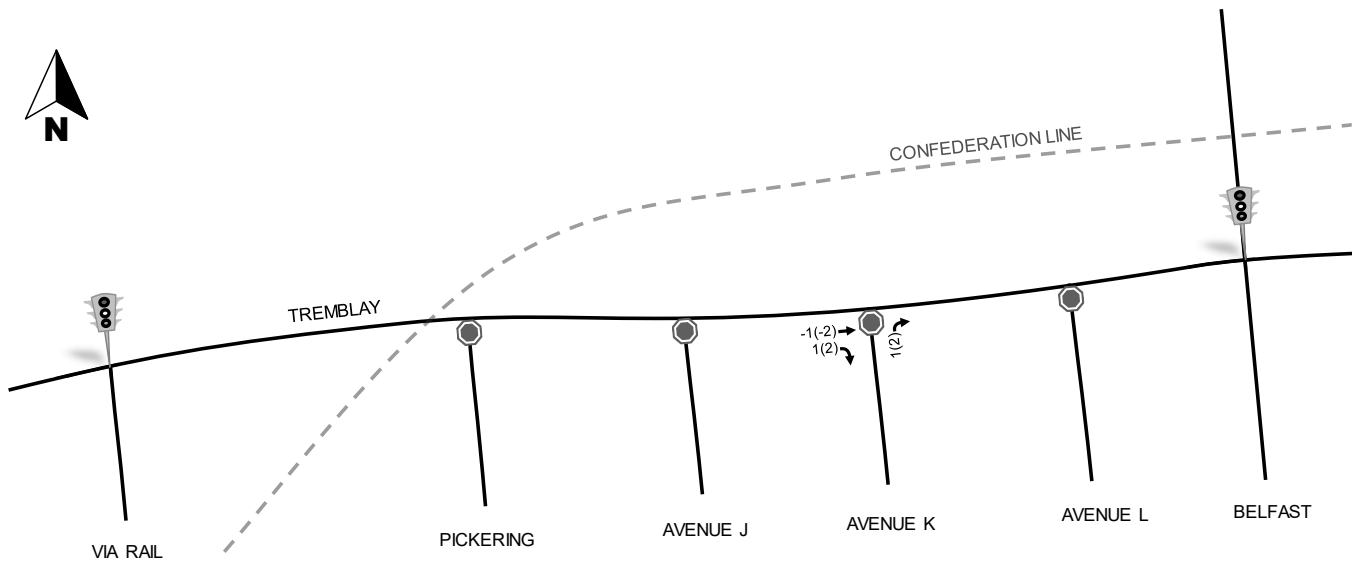 N
CONFEDERATION LINE
TREMBLAY
-1(-2)
1(2)
1(2)
VIA RAIL
PICKERING
AVENUE J
AVENUE K
AVENUE L
BELFAST